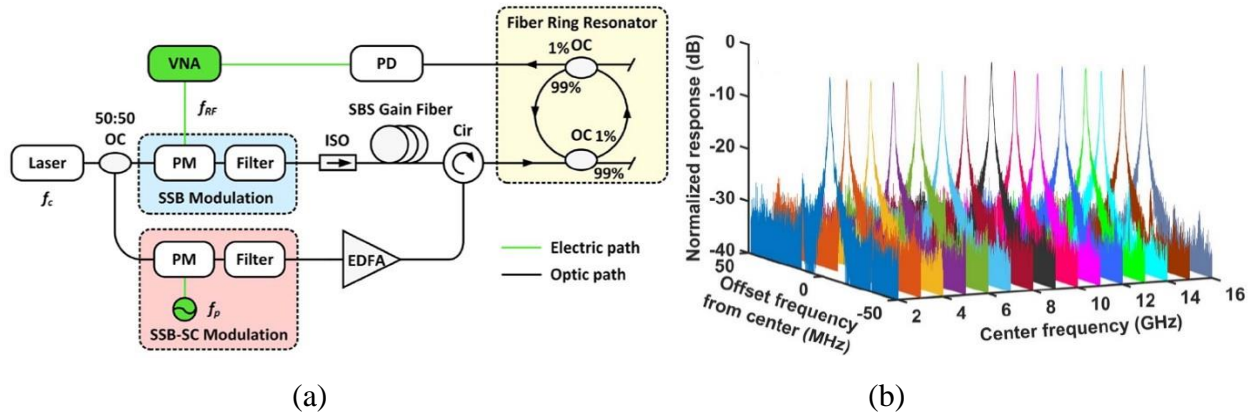 Fiber Ring Resonator
1% OC
99%
OC 1%
99%
VNA
PD
f_RF
50:50
OC
SBS Gain Fiber
ISO
Cir
Laser
f_c
PM
Filter
SSB Modulation
PM
Filter
EDFA
f_p
SSB-SC Modulation
Electric path
Optic path
(a)
Normalized response (dB)
0
-10
-20
-30
-40
50
0
-50
Offset frequency
from center (MHz)
2 4 6 8 10 12 14 16
Center frequency (GHz)
(b)